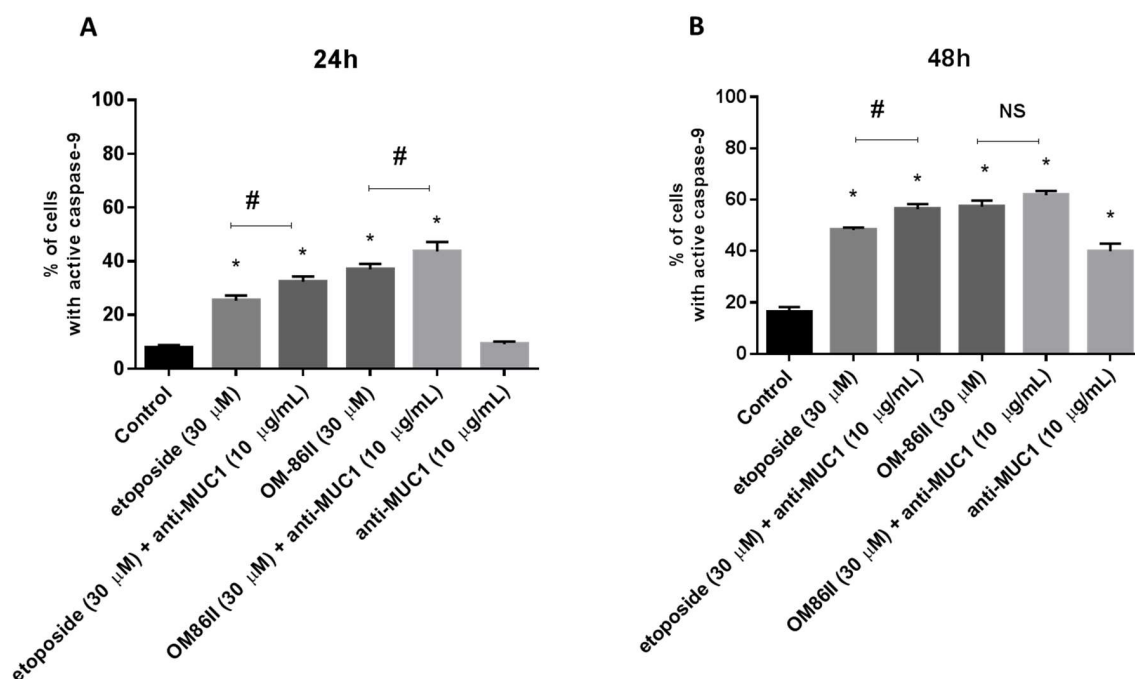 A
24h
% of cells
with active caspase-9
100
80
60
40
20
0
#
#
*
*
*
*
Control
etoposide (30 μM)
etoposide (30 μM) + anti-MUC1 (10 μg/mL)
OM-86II (30 μM)
OM86II (30 μM) + anti-MUC1 (10 μg/mL)
anti-MUC1 (10 μg/mL)
B
48h
% of cells
with active caspase-9
100
80
60
40
20
0
#
NS
*
*
*
*
*
Control
etoposide (30 μM)
etoposide (30 μM) + anti-MUC1 (10 μg/mL)
OM-86II (30 μM)
OM86II (30 μM) + anti-MUC1 (10 μg/mL)
anti-MUC1 (10 μg/mL)